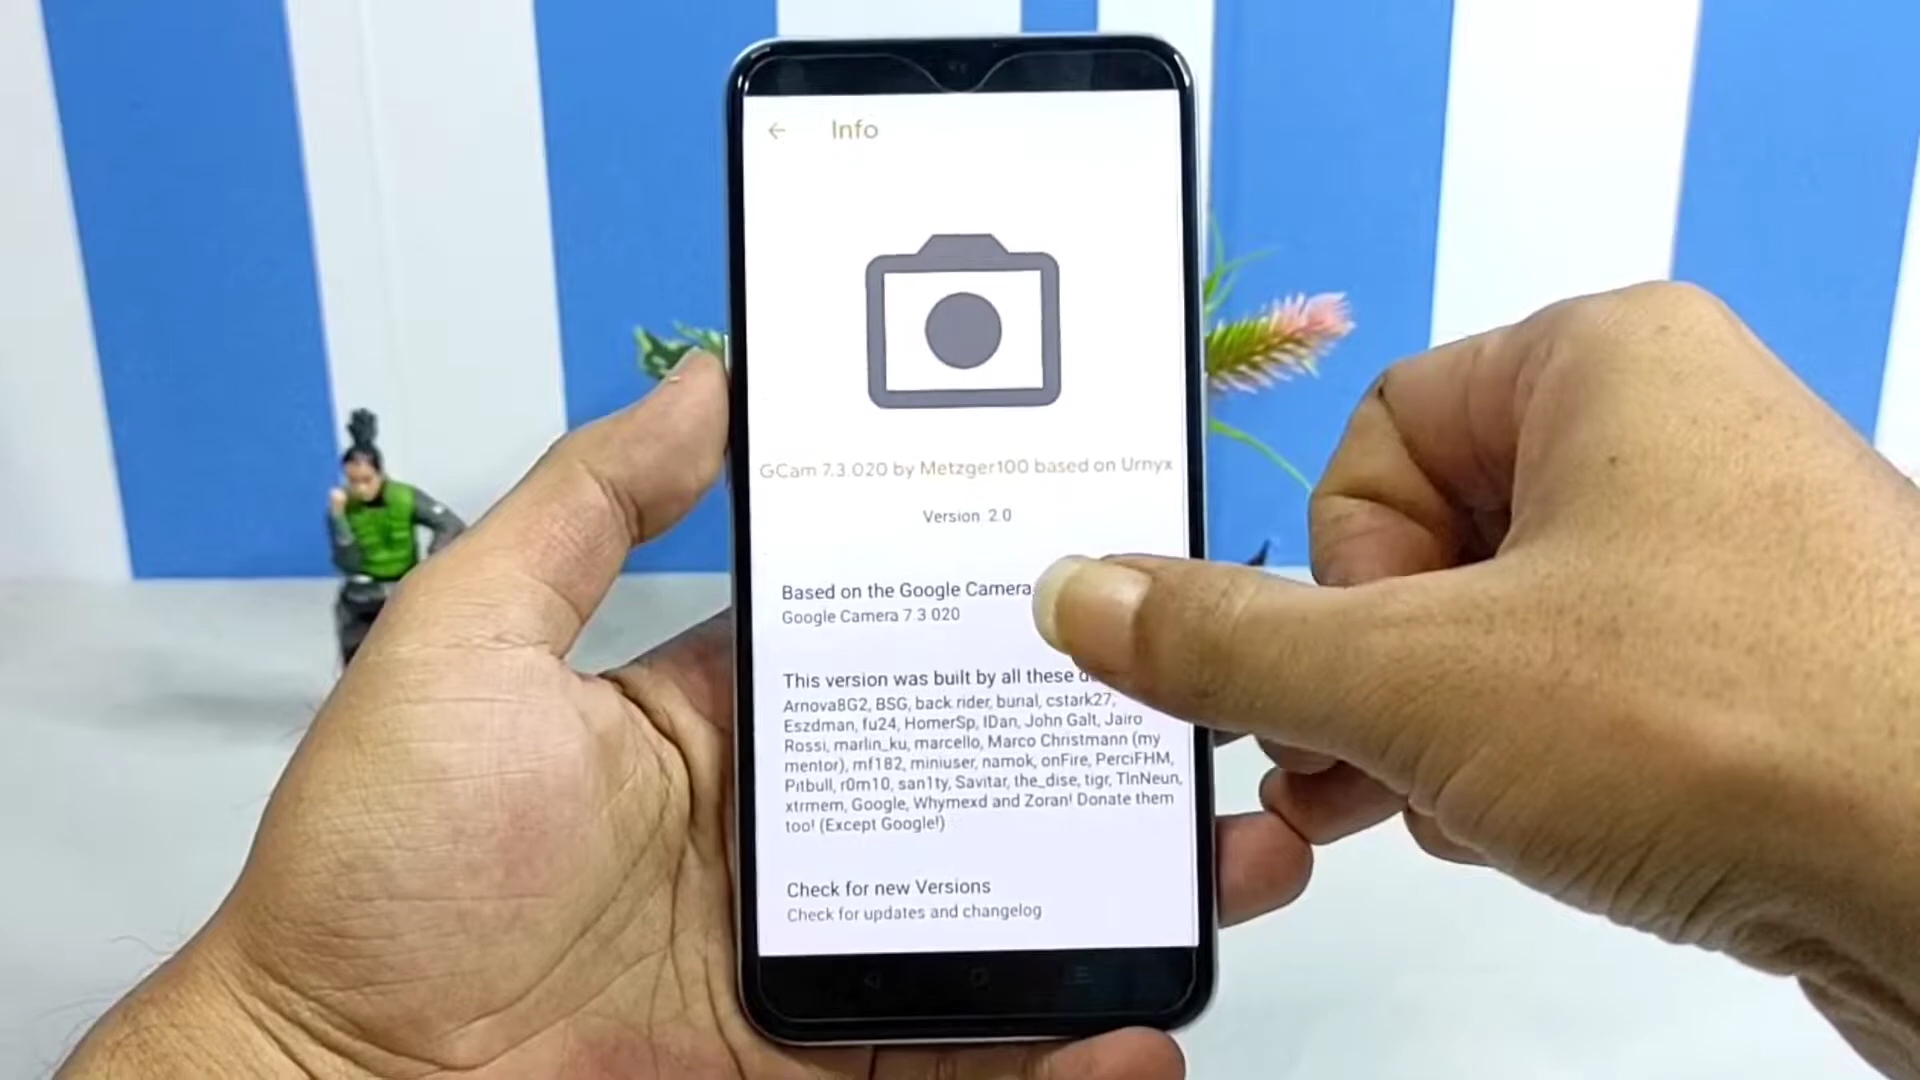 Info
GCam 7.3.020 by Metzger100 based on Urnyx
Version 2.0
Based on the Google Camera
Google Camera 7.3.020
This version was built by all these
Arnova8G2, BSG, back.rider, burial, cstark27,
Eszdman, fu24, HomerSp, IDan, John Galt, Jairo
Rossi, marlin_ku, marcello, Marco Christmann (my
mentor), mf182, miniuser, namok, onFire, PerciFHM,
Pitbull, r0m10, san1ty, Savitar, the_dise, tigr, TlnNeun,
xtrmem, Google, Whymexd and Zoran! Donate them
too! (Except Google!)
Check for new Versions
Check for updates and changelog